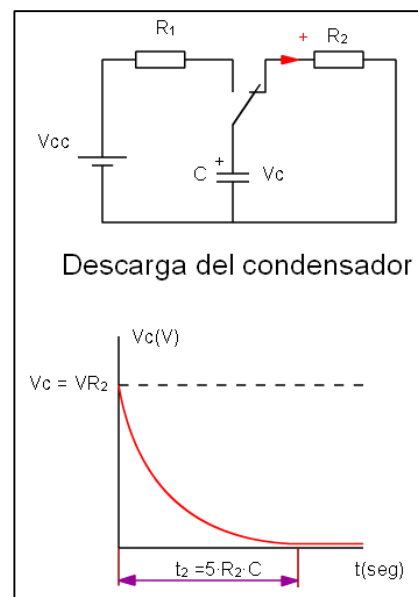 R₁
+ R₂
Vcc
+
C Vc
Descarga del condensador
Vc(V)
Vc = VR₂
t₂ =5·R₂·C t(seg)